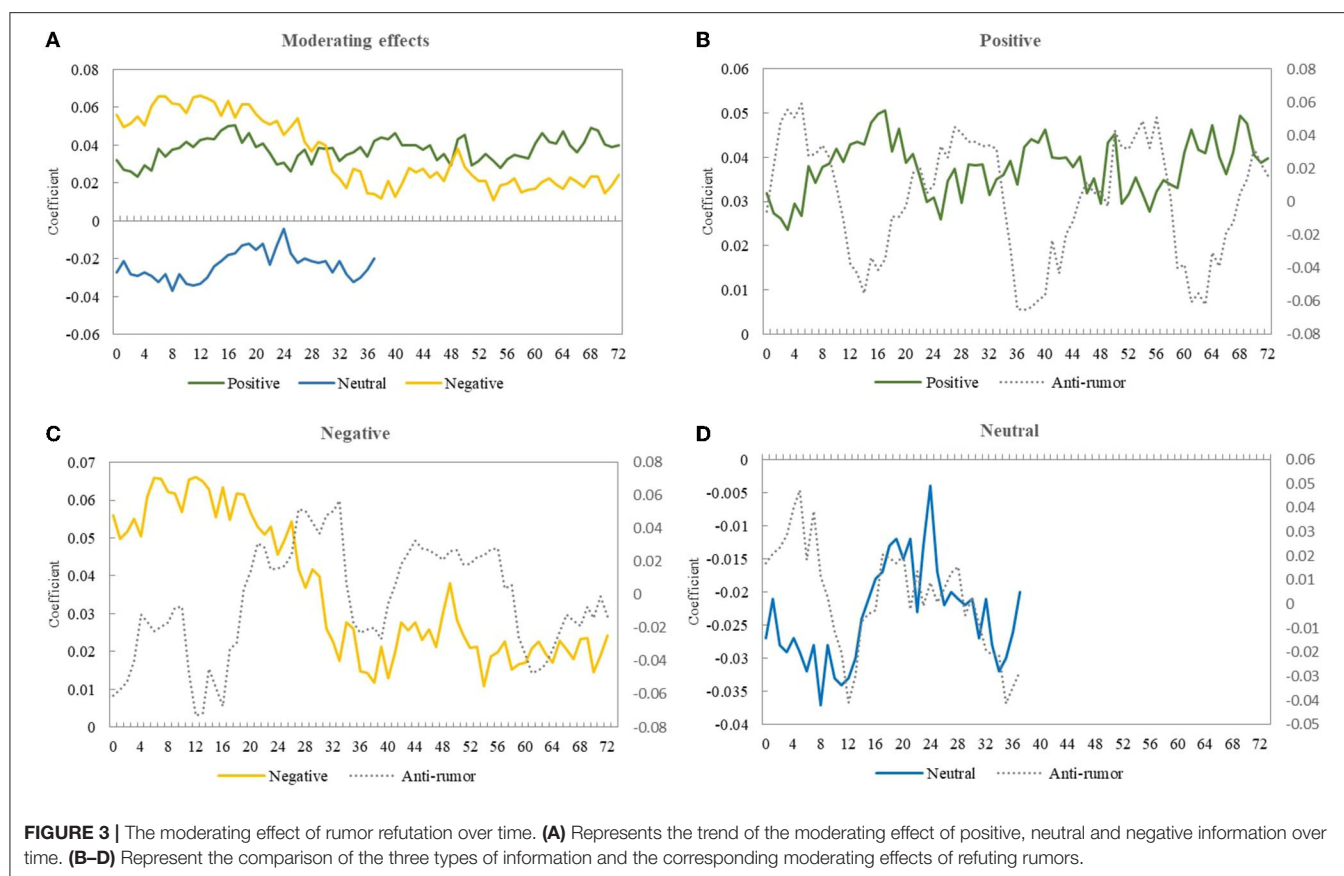 A
Moderating effects
Coefficient
0.08
0.06
0.04
0.02
0
-0.02
-0.04
-0.06
0 4 8 12 16 20 24 28 32 36 40 44 48 52 56 60 64 68 72
Positive Neutral Negative
B
Positive
Coefficient
0.06
0.05
0.04
0.03
0.02
0.01
0
0.08
0.06
0.04
0.02
0
-0.02
-0.04
-0.06
-0.08
0 4 8 12 16 20 24 28 32 36 40 44 48 52 56 60 64 68 72
Positive Anti-rumor
C
Negative
Coefficient
0.07
0.06
0.05
0.04
0.03
0.02
0.01
0
0.08
0.06
0.04
0.02
0
-0.02
-0.04
-0.06
-0.08
0 4 8 12 16 20 24 28 32 36 40 44 48 52 56 60 64 68 72
Negative Anti-rumor
D
Neutral
Coefficient
0
-0.005
-0.01
-0.015
-0.02
-0.025
-0.03
-0.035
-0.04
0.06
0.05
0.04
0.03
0.02
0.01
0
-0.01
-0.02
-0.03
-0.04
-0.05
0 4 8 12 16 20 24 28 32 36 40 44 48 52 56 60 64 68 72
Neutral Anti-rumor
FIGURE 3 | The moderating effect of rumor refutation over time. (A) Represents the trend of the moderating effect of positive, neutral and negative information over
time. (B–D) Represent the comparison of the three types of information and the corresponding moderating effects of refuting rumors.